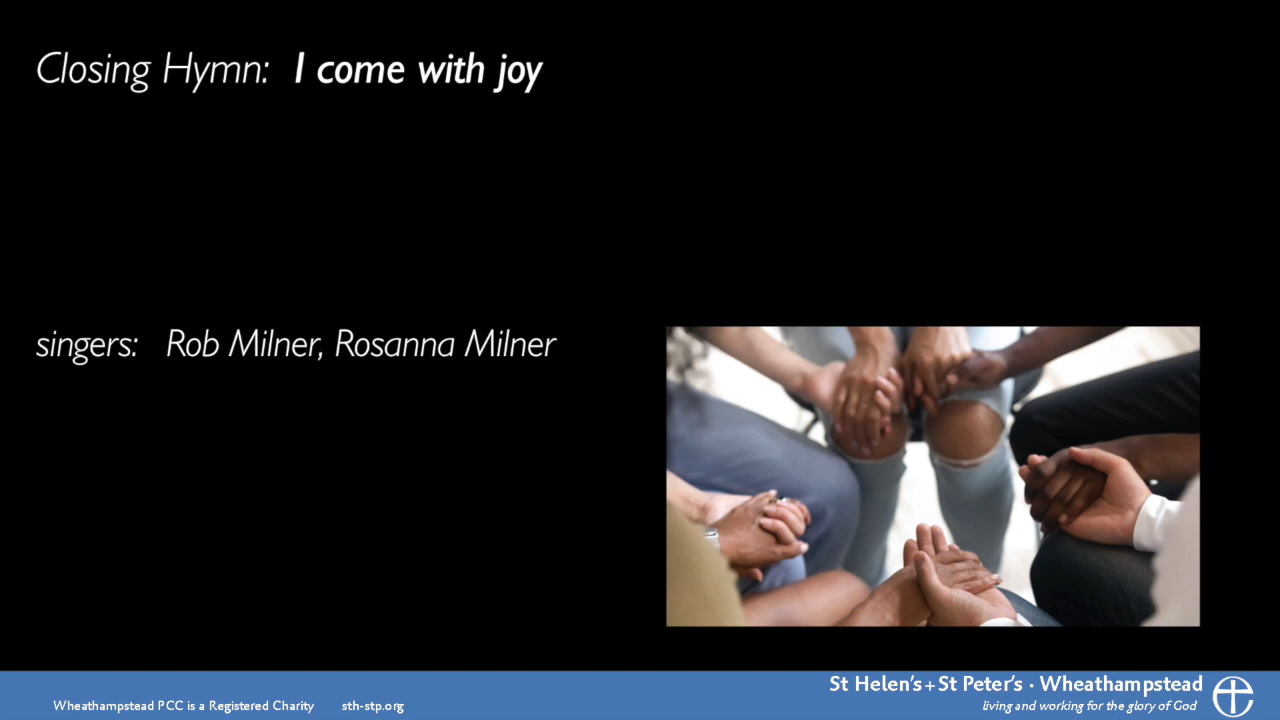 Closing Hymn: I come with joy
singers: Rob Milner, Rosanna Milner
St Helen's + St Peter's · Wheathampstead
living and working for the glory of God
Wheathampstead PCC is a Registered Charity sth-stp.org